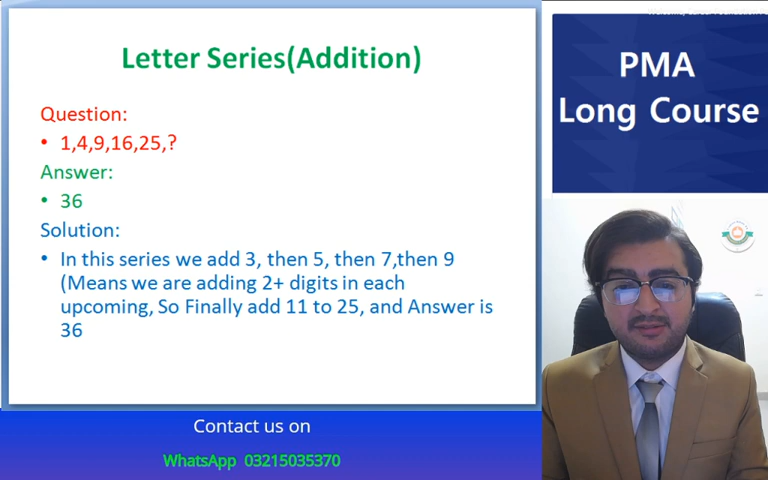 Letter Series(Addition)
Question:
• 1,4,9,16,25,?
Answer:
• 36
Solution:
• In this series we add 3, then 5, then 7,then 9
(Means we are adding 2+ digits in each
upcoming, So Finally add 11 to 25, and Answer is
36
Contact us on
WhatsApp 03215035370
PMA
Long Course